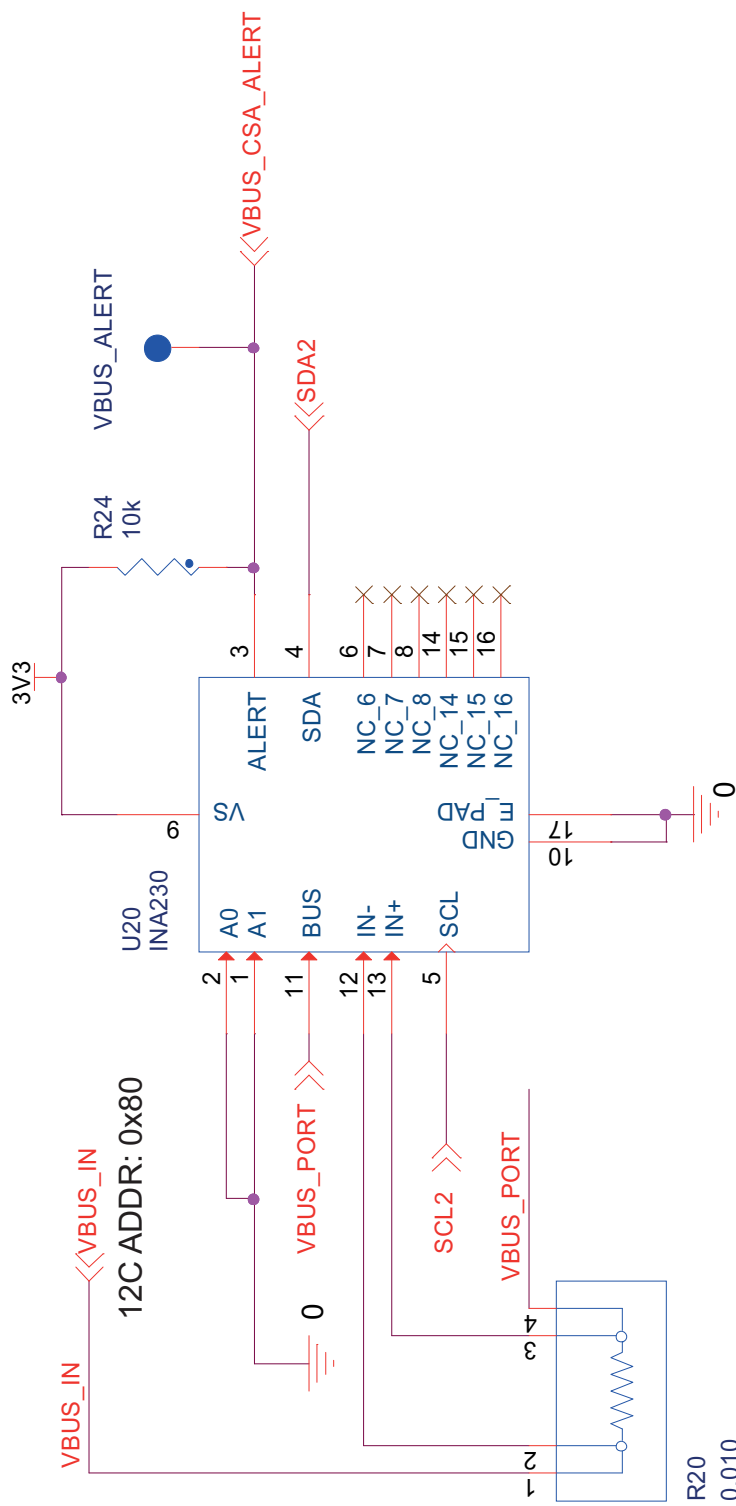 VBUS_IN
VBUS_IN
12C ADDR: 0x80
U20
INA230
3V3
R24
10k
VBUS_ALERT
VBUS_CSA_ALERT
9
VS
2
A0
1
A1
0
VBUS_PORT
11
BUS
12
IN-
13
IN+
SCL2
5
SCL
3
ALERT
4
SDA
SDA2
6
NC_6
7
NC_7
8
NC_8
14
NC_14
15
NC_15
16
NC_16
GND
E_PAD
10
17
0
VBUS_PORT
1
2
3
4
R20
0.010